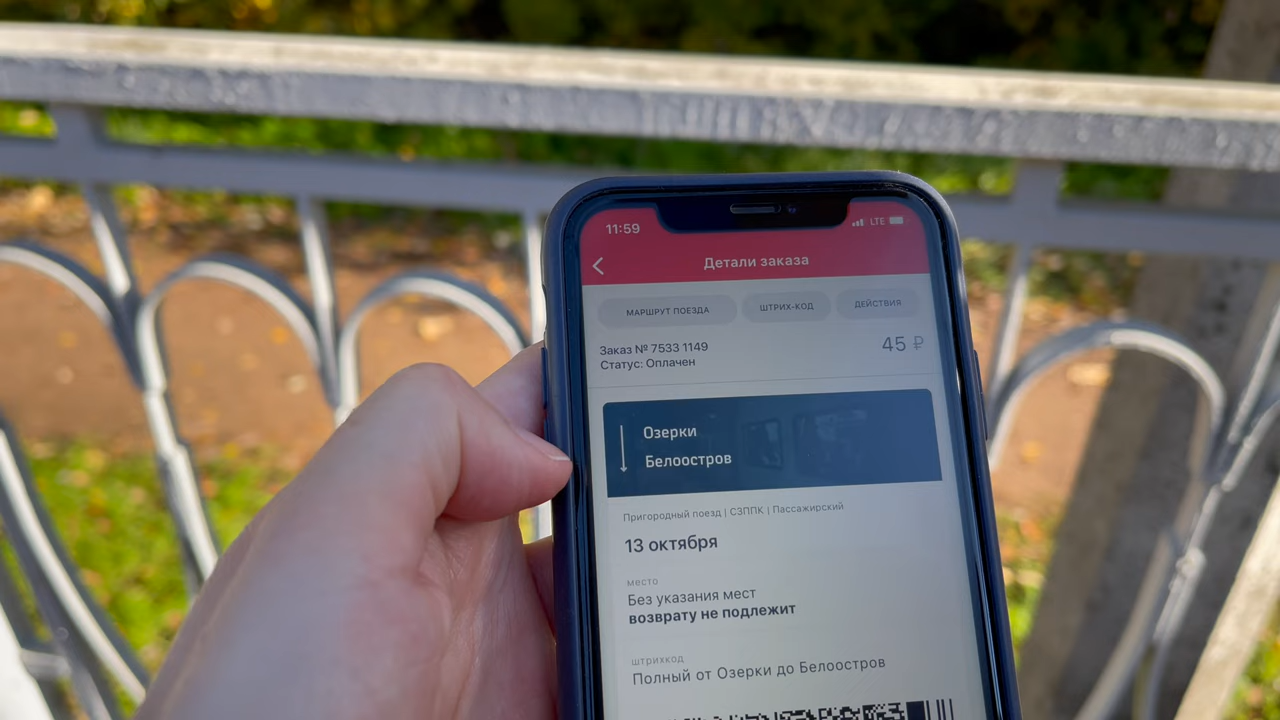 11:59
LTE
Детали заказа
МАРШРУТ ПОЕЗДА
ШТРИХ-КОД
ДЕЙСТВИЯ
Заказ № 7533 1149
45 ₽
Статус: Оплачен
Озерки
Белоостров
Пригородный поезд | СЗППК | Пассажирский
13 октября
место
Без указания мест
возврату не подлежит
штрихкод
Полный от Озерки до Белоостров